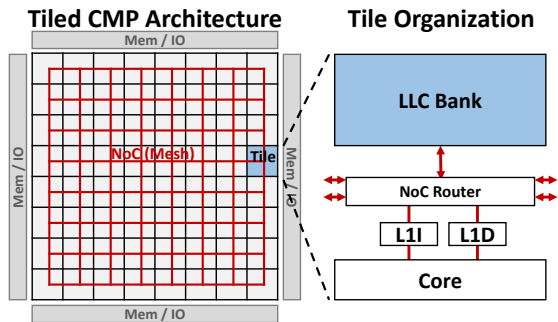 Tiled CMP Architecture
Tile Organization
Mem / IO
Mem / IO
NoC (Mesh)
Tile
Mem / IO
Mem / IO
LLC Bank
NoC Router
L1I
L1D
Core